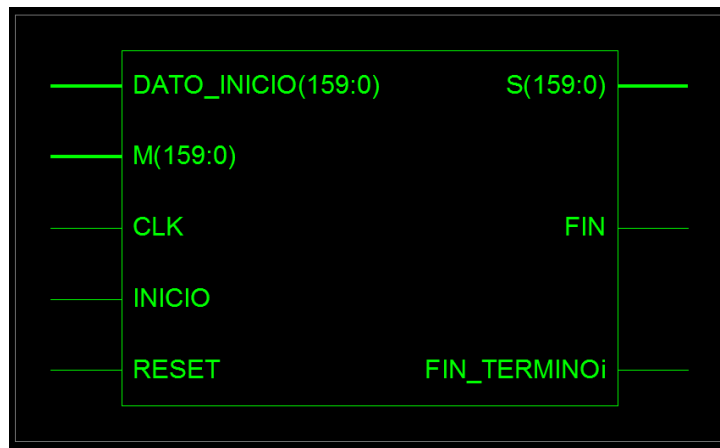 DATO_INICIO(159:0) S(159:0)
M(159:0)
CLK FIN
INICIO
RESET FIN_TERMINOi